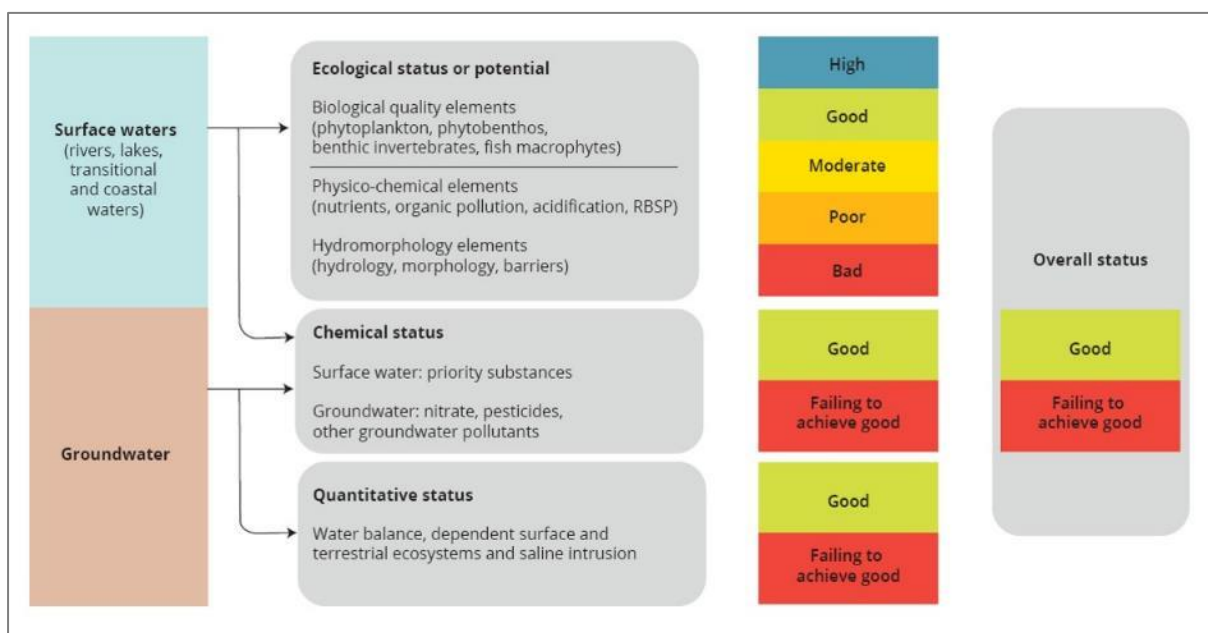 Surface waters
(rivers, lakes,
transitional
and coastal
waters)
Groundwater
Ecological status or potential
Biological quality elements
(phytoplankton, phytobenthos,
benthic invertebrates, fish macrophytes)
Physico-chemical elements
(nutrients, organic pollution, acidification, RBSP)
Hydromorphology elements
(hydrology, morphology, barriers)
Chemical status
Surface water: priority substances
Groundwater: nitrate, pesticides,
other groundwater pollutants
Quantitative status
Water balance, dependent surface and
terrestrial ecosystems and saline intrusion
High
Good
Moderate
Poor
Bad
Good
Failing to
achieve good
Good
Failing to
achieve good
Overall status
Good
Failing to
achieve good